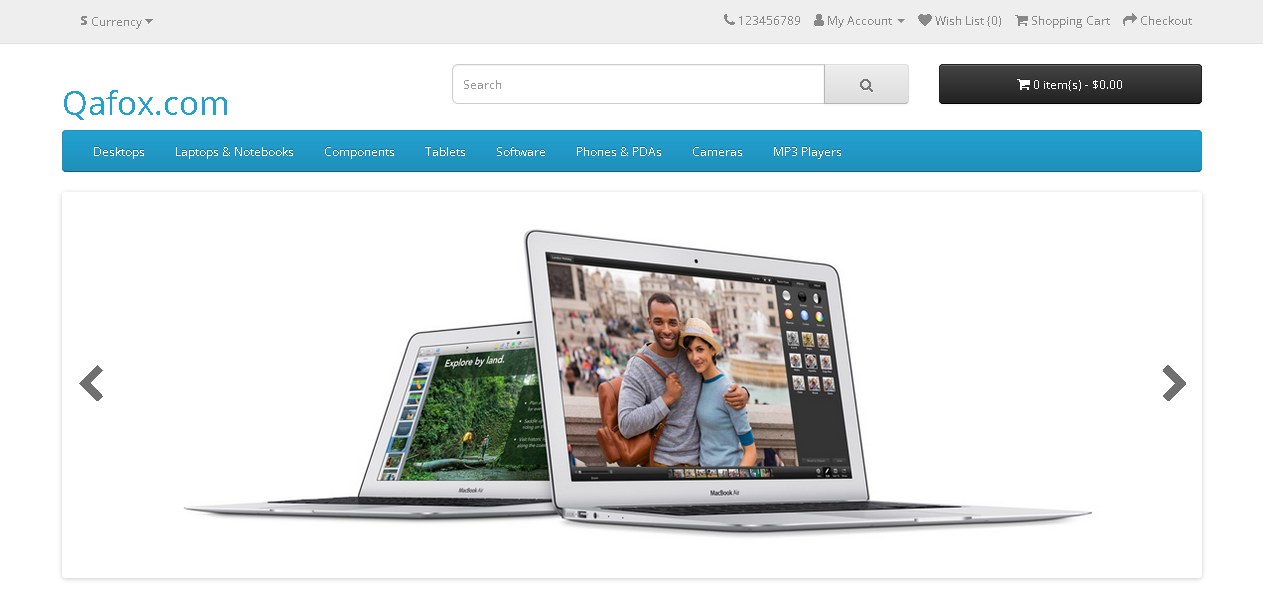 $ Currency
123456789 My Account Wish List (0) Shopping Cart Checkout
Search
0 item(s) - $0.00
Qafox.com
Desktops Laptops & Notebooks Components Tablets Software Phones & PDAs Cameras MP3 Players
Explore by land.
MacBook Air
MacBook Air